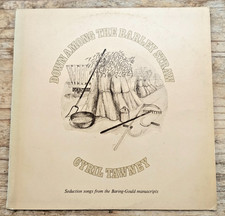 DOWN AMONG THE BARLEY STRAW
CYRIL TAWNEY
Seduction songs from the Baring-Gould manuscripts